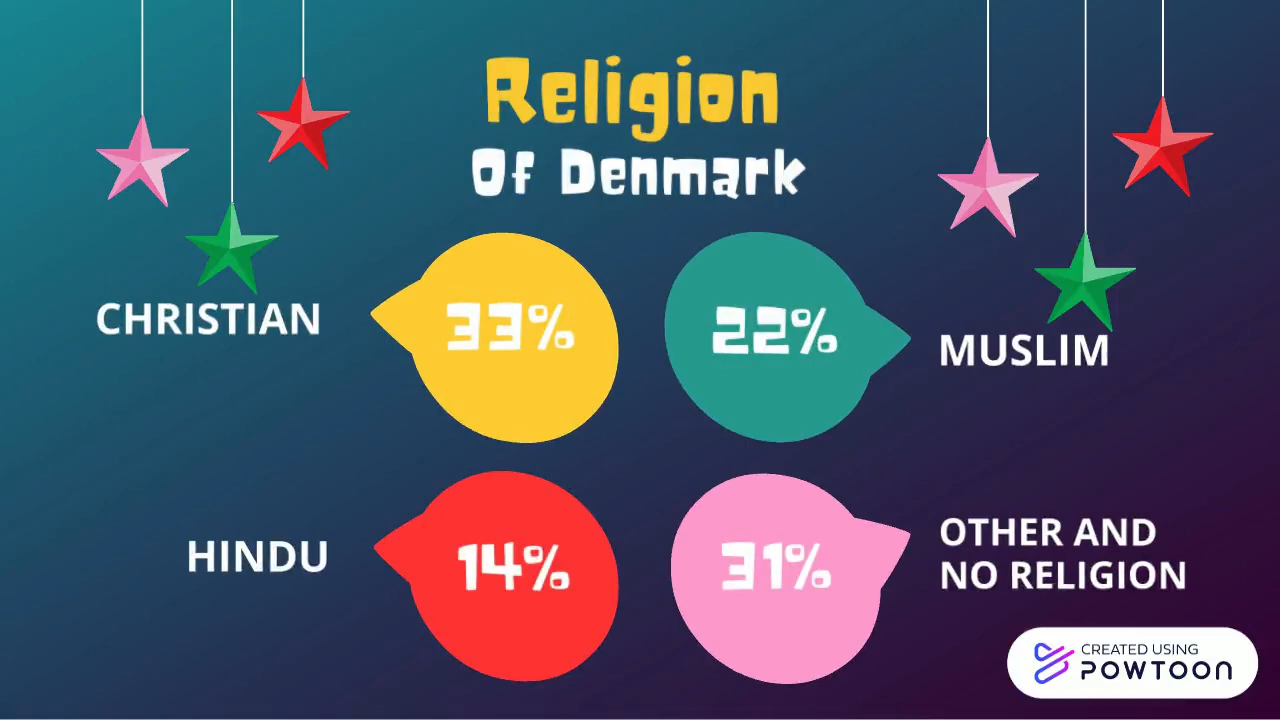 Religion
Of Denmark
CHRISTIAN
33%
22%
MUSLIM
HINDU
14%
31%
OTHER AND
NO RELIGION
CREATED USING
POWTOON